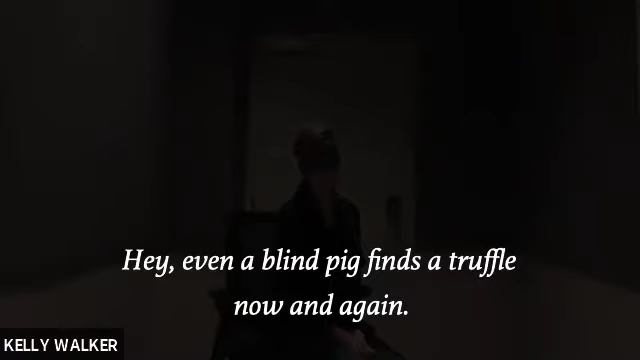 Hey, even a blind pig finds a truffle
now and again.
KELLY WALKER